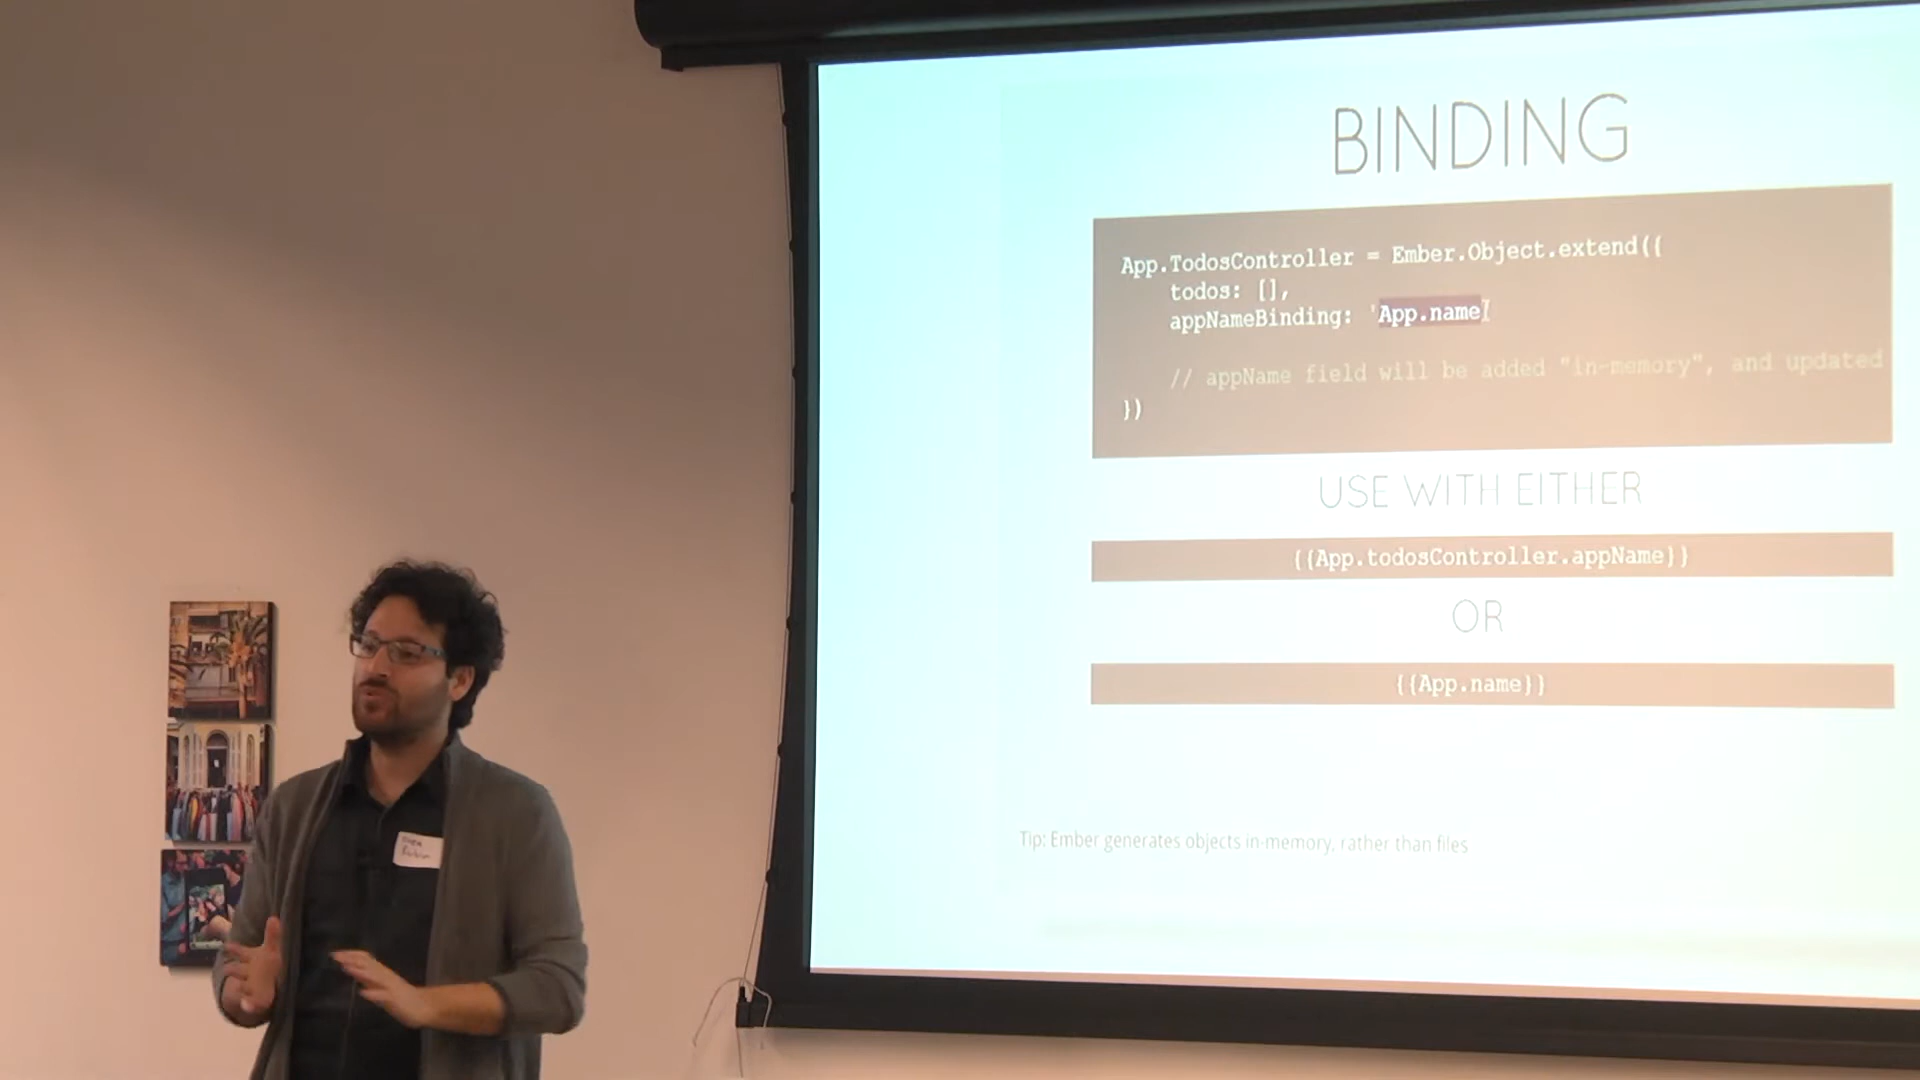 BINDING
App.TodosController = Ember.Object.extend({
todos: [],
appNameBinding: 'App.name'
// appName field will be added "in-memory", and updated
})
USE WITH EITHER
{{App.todosController.appName}}
OR
{{App.name}}
Tip: Ember generates objects in-memory, rather than files